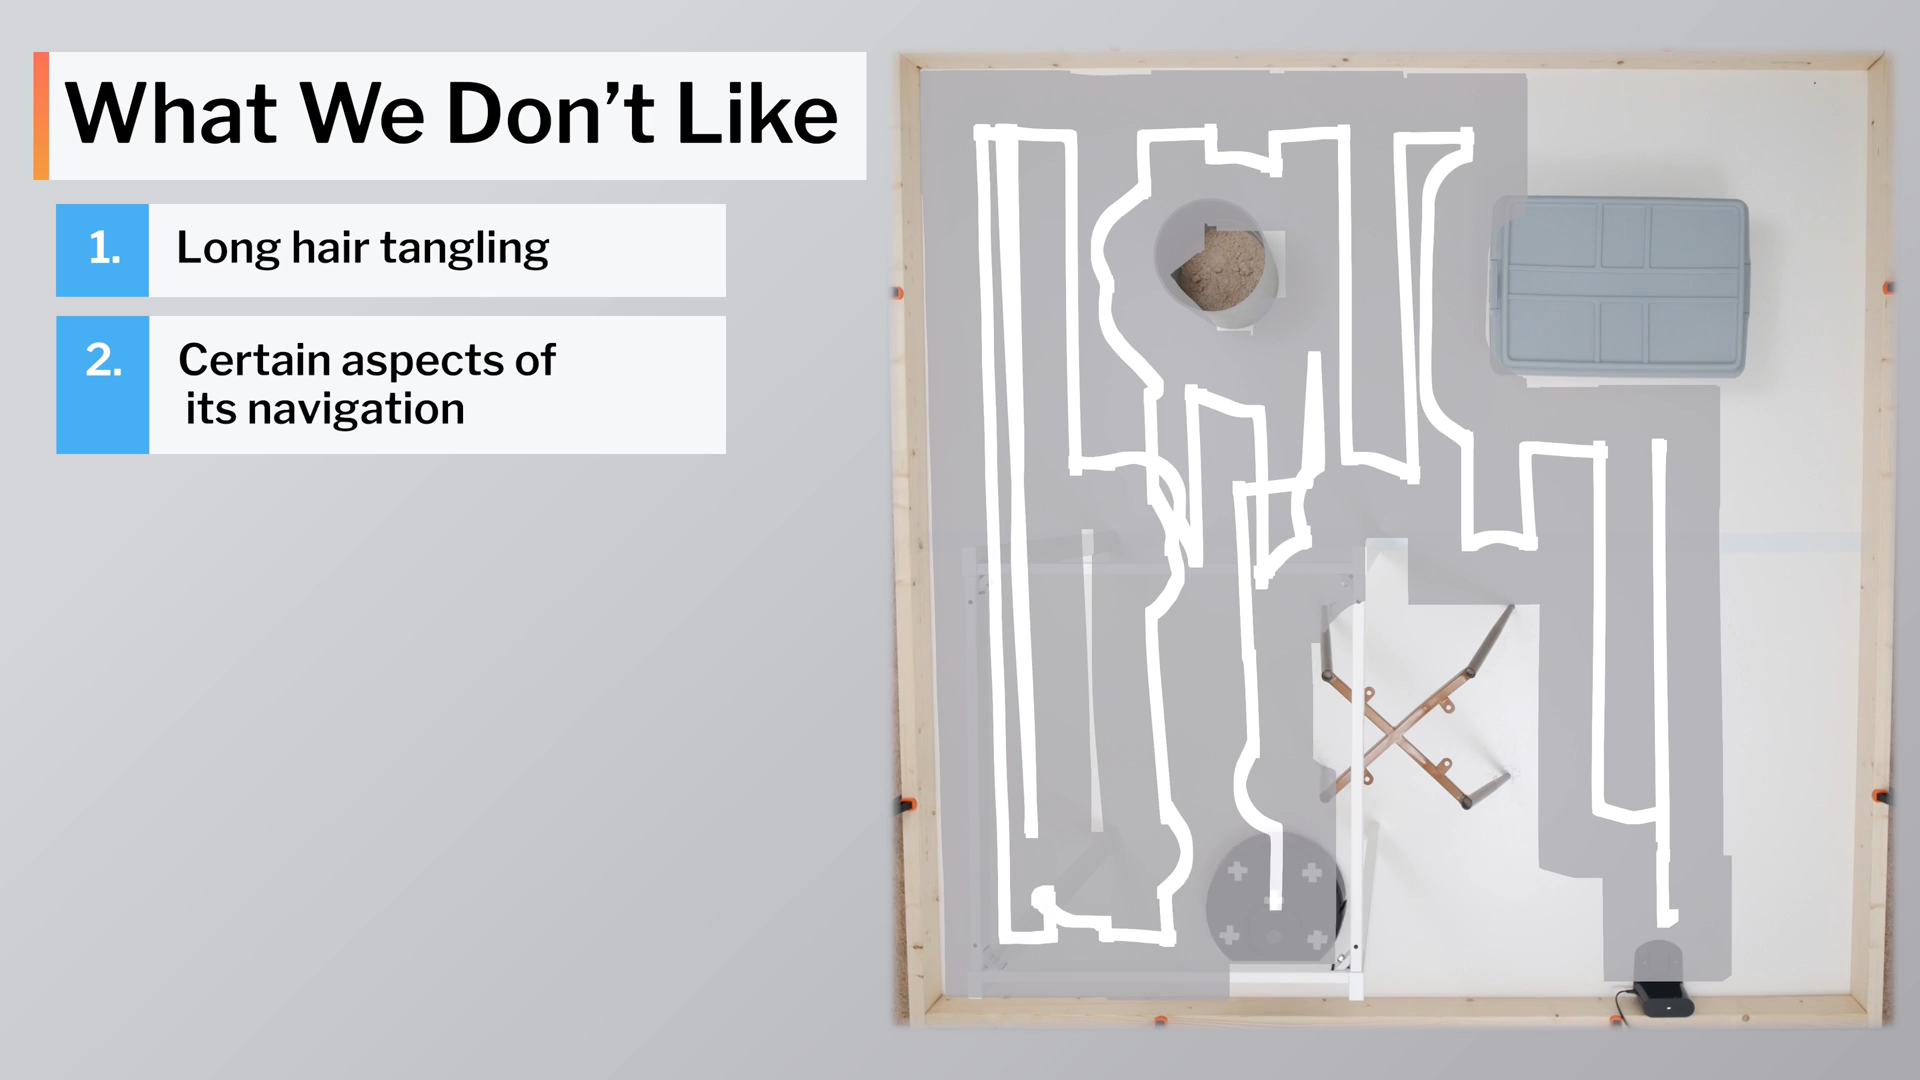 What We Don’t Like
1. Long hair tangling
2. Certain aspects of
its navigation